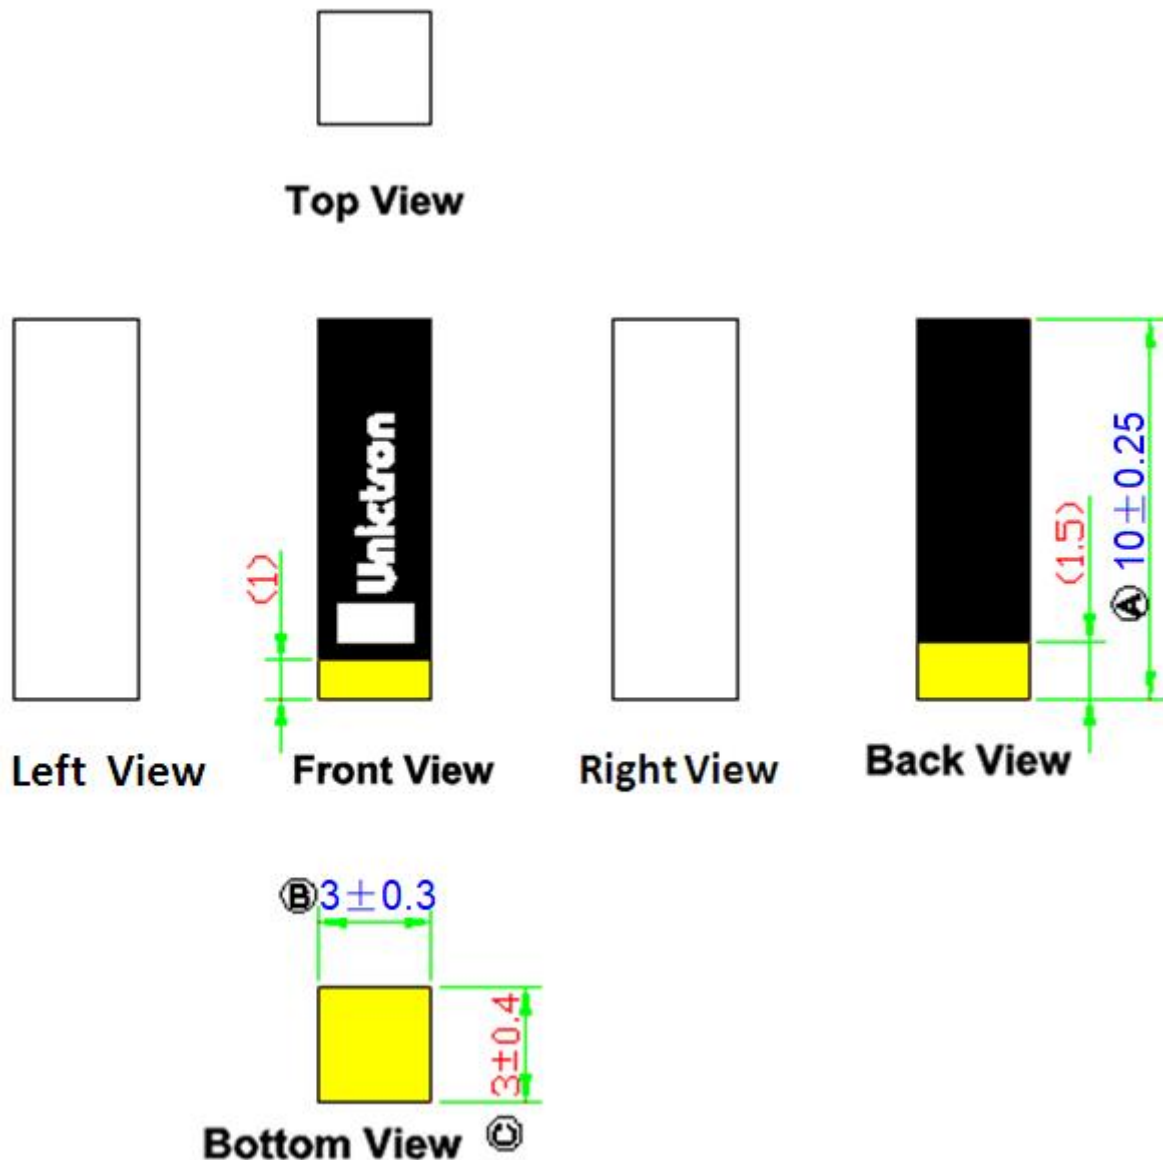 Top View
Unictron
(1)
(1.5)
Ⓐ 10±0.25
Left View
Front View
Right View
Back View
Ⓑ 3±0.3
3±0.4
Ⓒ
Bottom View